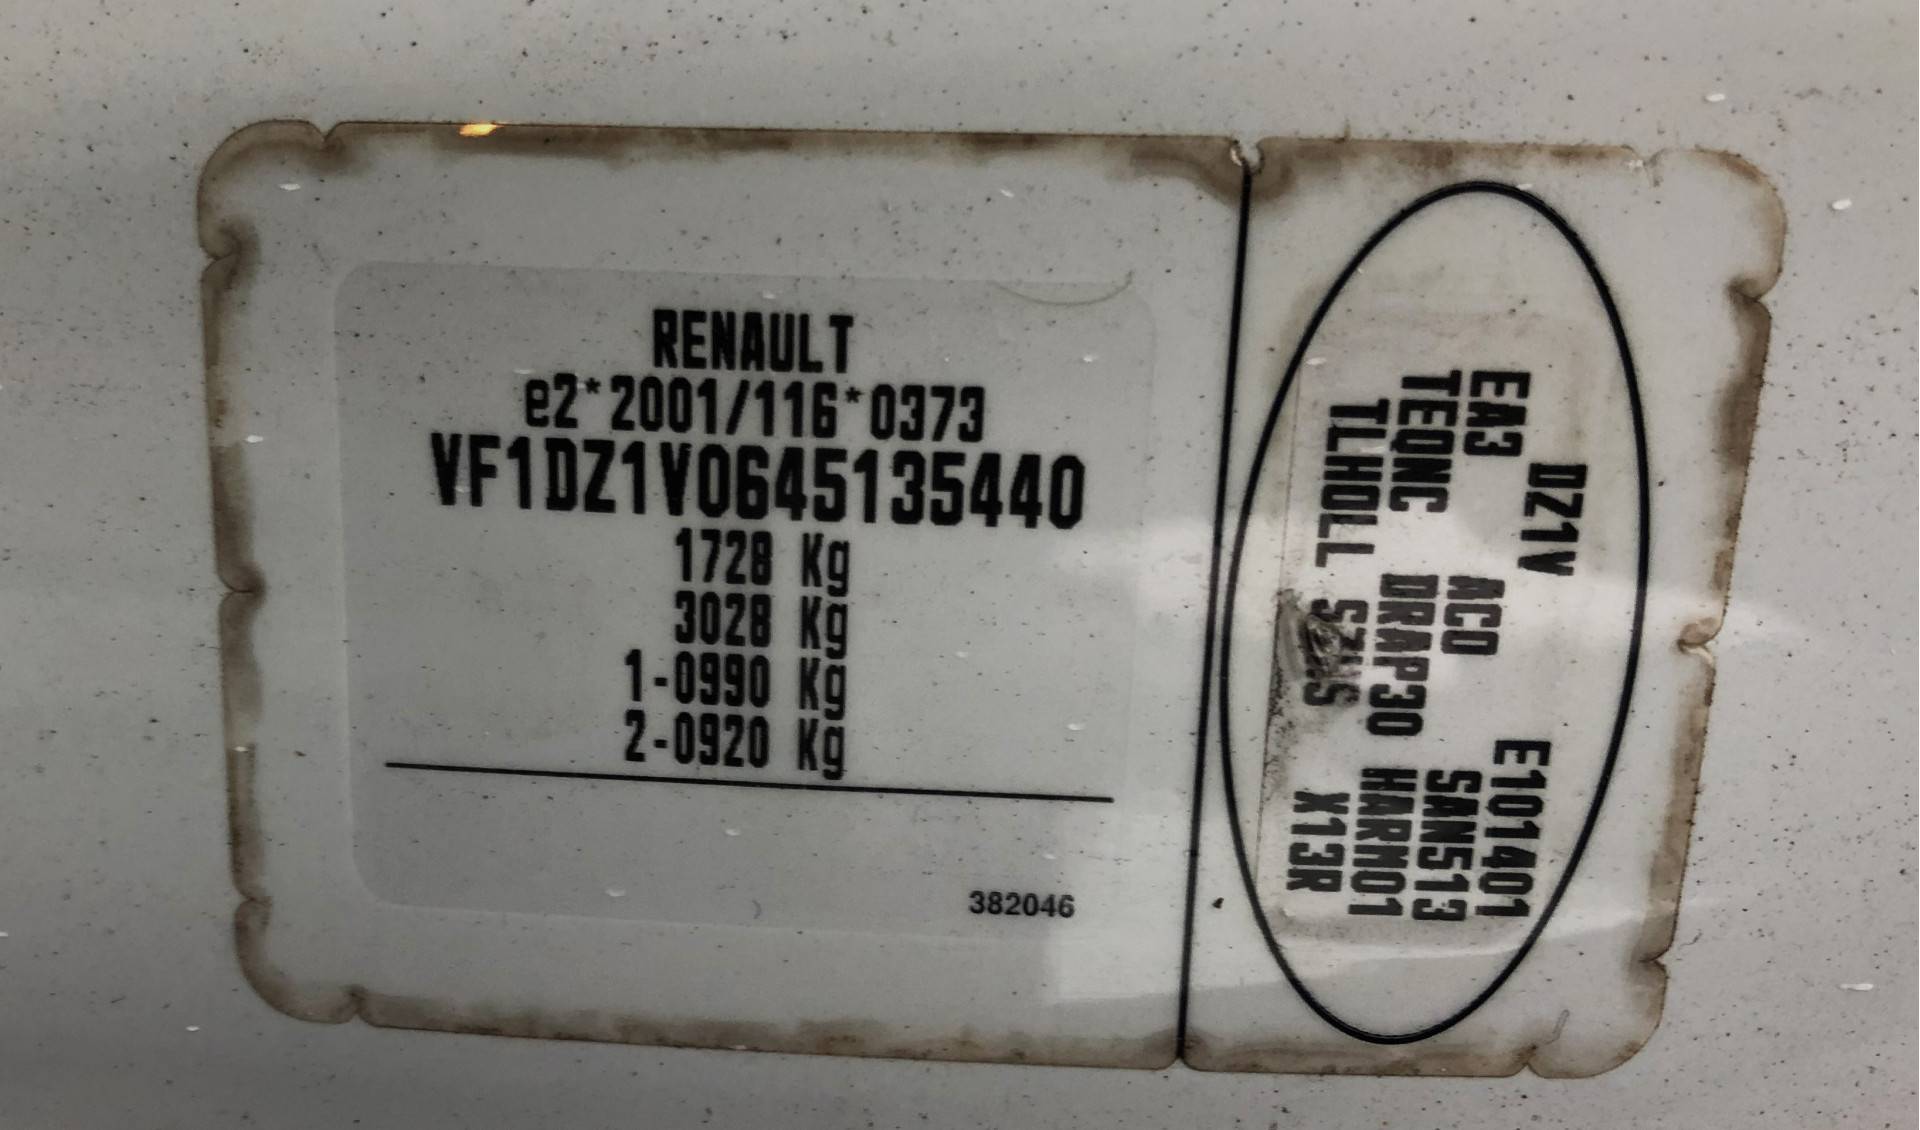 RENAULT
e2*2001/116*0373
VF1DZ1V0645135440
1728 Kg
3028 Kg
1-0990 Kg
2-0920 Kg
382046
DZ1V E101401
EA3 ACO SAN513
TEQNC DRAP30 HARM01
TLHOLL X13R